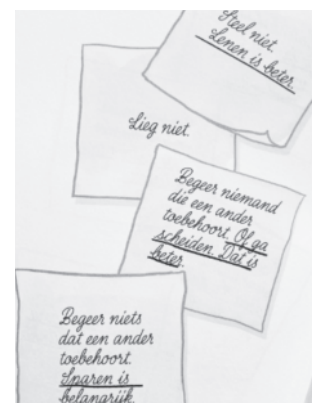 Steel niet.
Lenen is beter.
Lieg niet.
Begeer niemand
die een ander
toebehoort. Of ga
scheiden. Dat is
beter.
Begeer niets
dat een ander
toebehoort.
Sparen is
belangrijk.